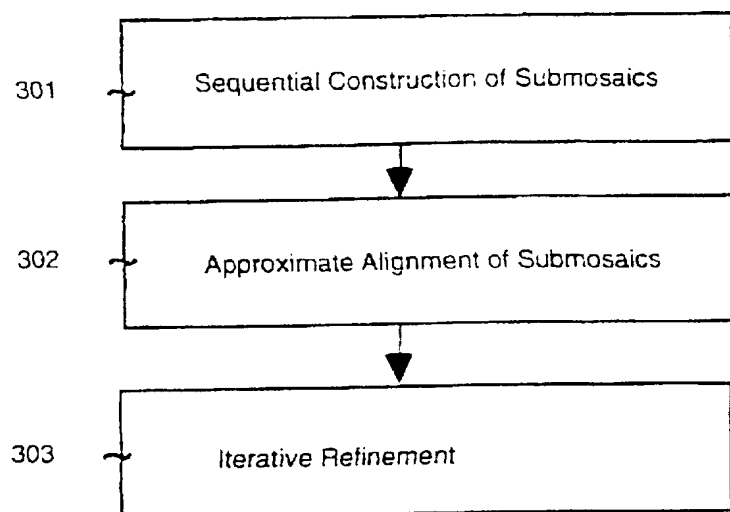 301 Sequential Construction of Submosaics
302 Approximate Alignment of Submosaics
303 Iterative Refinement